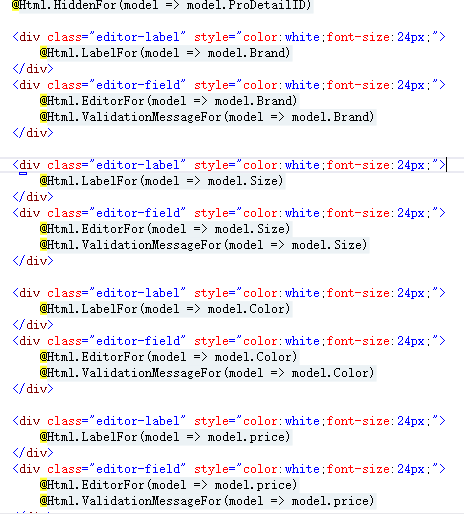 @Html.HiddenFor(model => model.ProDetailID)
<div class="editor-label" style="color:white;font-size:24px;">
@Html.LabelFor(model => model.Brand)
</div>
<div class="editor-field" style="color:white;font-size:24px;">
@Html.EditorFor(model => model.Brand)
@Html.ValidationMessageFor(model => model.Brand)
</div>
<div class="editor-label" style="color:white;font-size:24px;">
@Html.LabelFor(model => model.Size)
</div>
<div class="editor-field" style="color:white;font-size:24px;">
@Html.EditorFor(model => model.Size)
@Html.ValidationMessageFor(model => model.Size)
</div>
<div class="editor-label" style="color:white;font-size:24px;">
@Html.LabelFor(model => model.Color)
</div>
<div class="editor-field" style="color:white;font-size:24px;">
@Html.EditorFor(model => model.Color)
@Html.ValidationMessageFor(model => model.Color)
</div>
<div class="editor-label" style="color:white;font-size:24px;">
@Html.LabelFor(model => model.price)
</div>
<div class="editor-field" style="color:white;font-size:24px;">
@Html.EditorFor(model => model.price)
@Html.ValidationMessageFor(model => model.price)